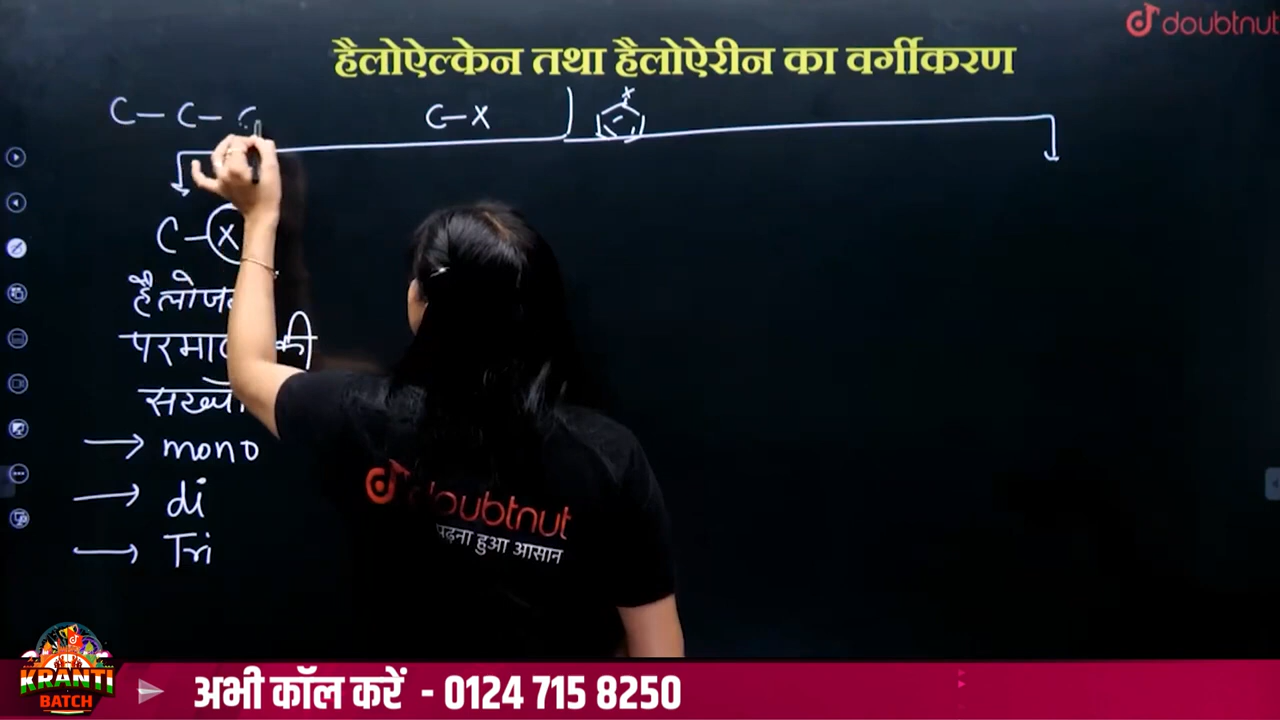 doubtnut
हैलोऐल्केन तथा हैलोऐरीन का वर्गीकरण
C — C — C
C — X
X
C — X
हैलोजन
की
→ mono
→ di
→ Tri
doubtnut
पढ़ना हुआ आसान
KRANTI
BATCH
अभी कॉल करें - 0124 715 8250